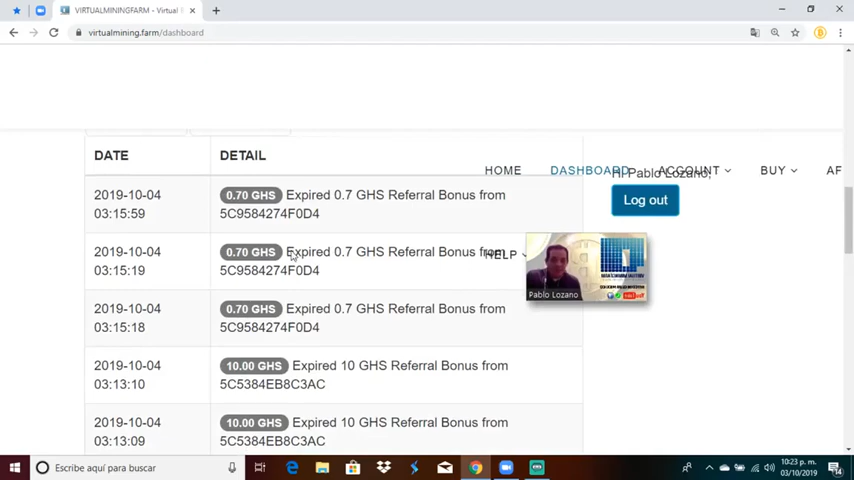 VIRTUALMININGFARM - Virtual
virtualmining.farm/dashboard
DATE DETAIL
HOME DASHBOARD ACCOUNT BUY AF
Hi Pablo Lozano,
2019-10-04 03:15:59
0.70 GHS Expired 0.7 GHS Referral Bonus from
5C9584274F0D4
Log out
2019-10-04 03:15:19
0.70 GHS Expired 0.7 GHS Referral Bonus from
5C9584274F0D4
HELP
Pablo Lozano
2019-10-04 03:15:18
0.70 GHS Expired 0.7 GHS Referral Bonus from
5C9584274F0D4
2019-10-04 03:13:10
10.00 GHS Expired 10 GHS Referral Bonus from
5C5384EB8C3AC
2019-10-04 03:13:09
10.00 GHS Expired 10 GHS Referral Bonus from
5C5384EB8C3AC
Escribe aquí para buscar
10:23 p. m.
03/10/2019
14